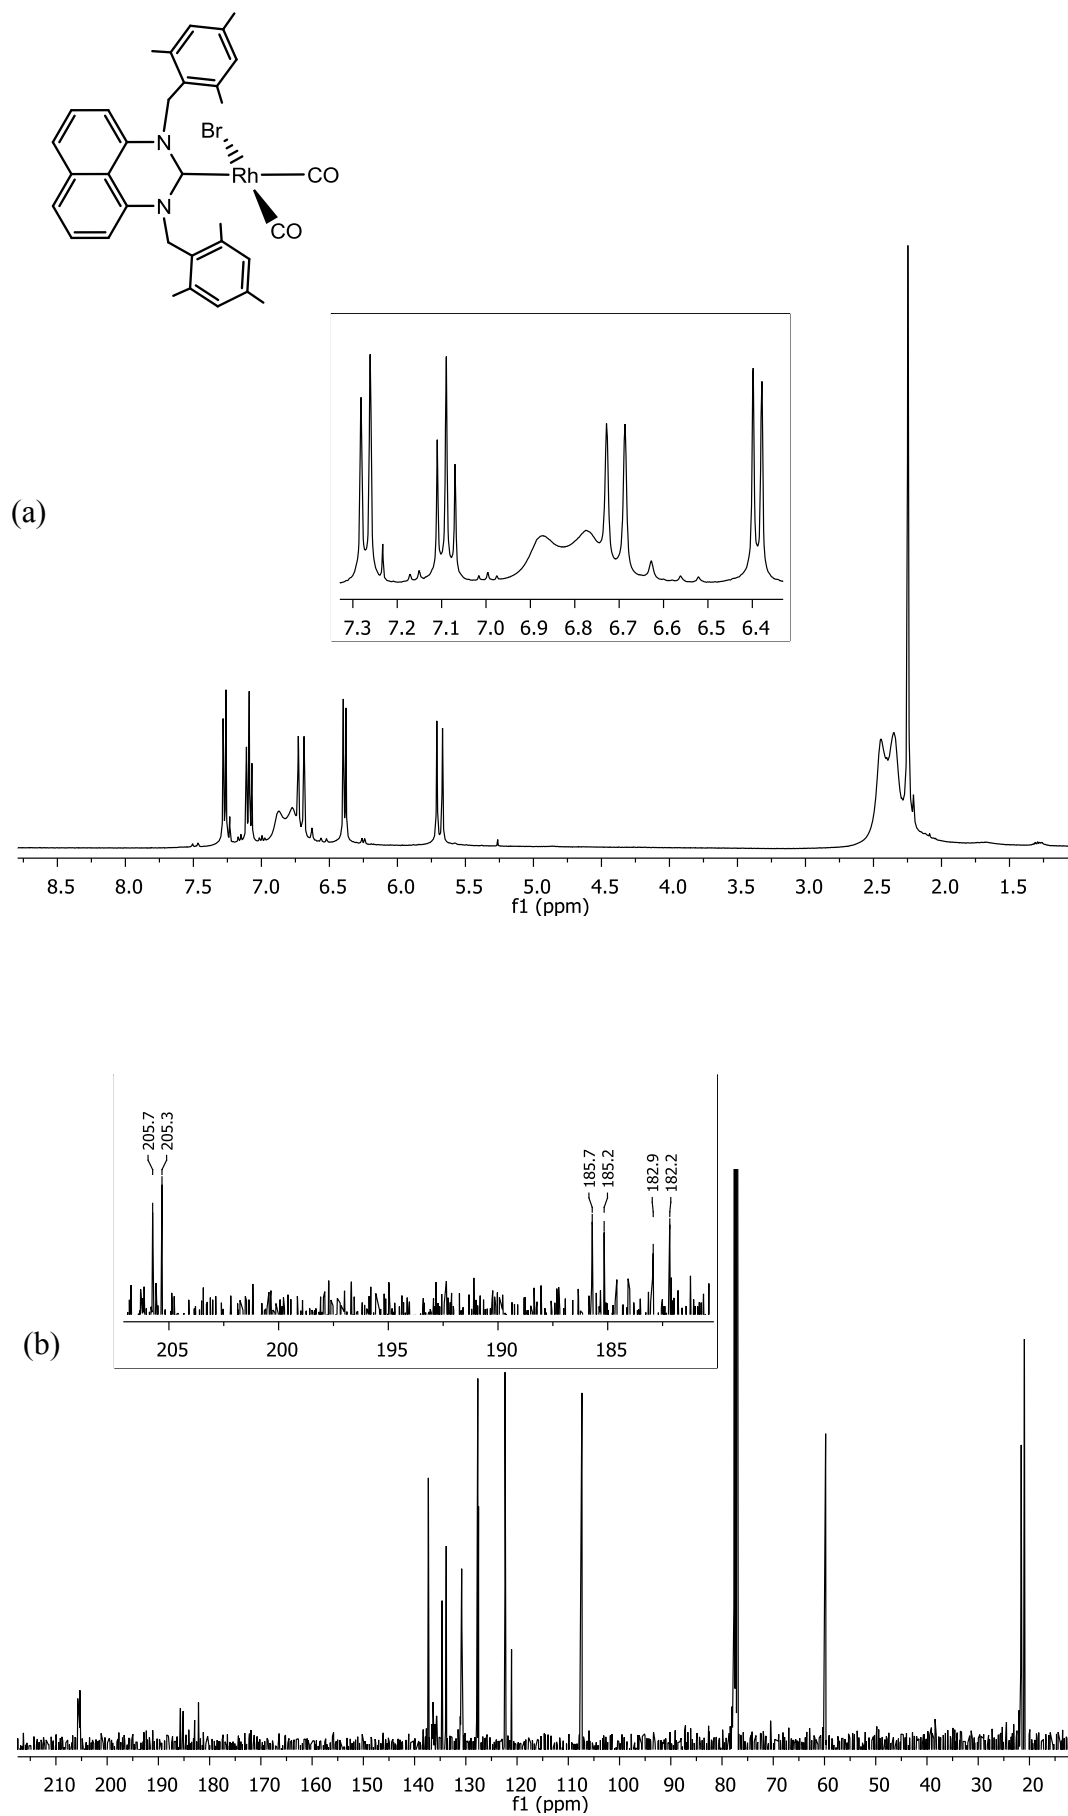 Br
N
Rh
CO
N
CO
(a)
7.3 7.2 7.1 7.0 6.9 6.8 6.7 6.6 6.5 6.4
8.5 8.0 7.5 7.0 6.5 6.0 5.5 5.0 4.5 4.0 3.5 3.0 2.5 2.0 1.5
f1 (ppm)
205.7
205.3
185.7
185.2
182.9
182.2
205 200 195 190 185
(b)
210 200 190 180 170 160 150 140 130 120 110 100 90 80 70 60 50 40 30 20
f1 (ppm)